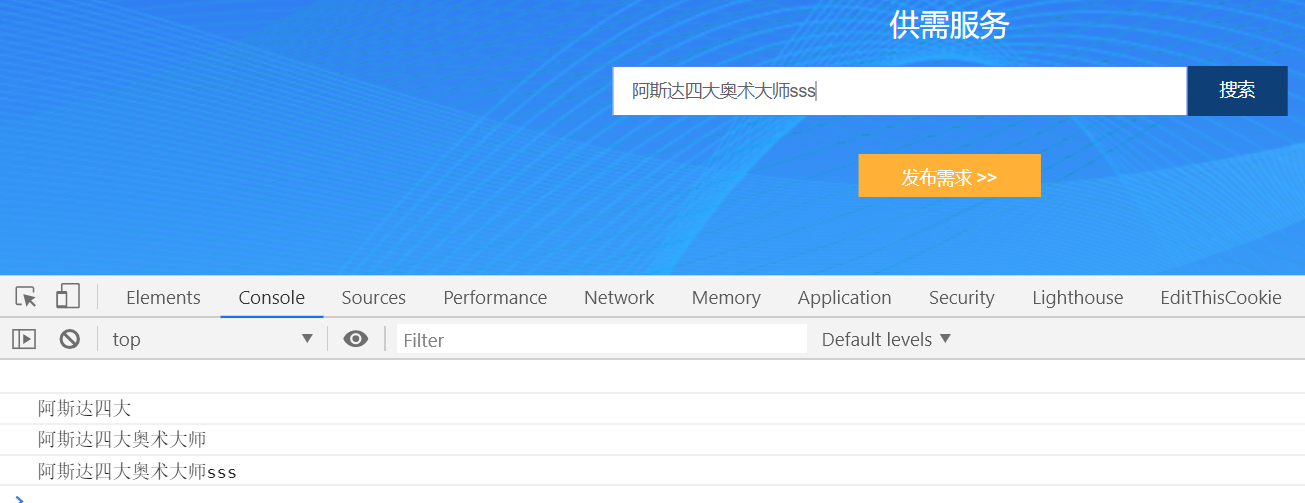 供需服务
阿斯达四大奥术大师sss
搜索
发布需求 >>
Elements Console Sources Performance Network Memory Application Security Lighthouse EditThisCookie
top Filter Default levels
阿斯达四大
阿斯达四大奥术大师
阿斯达四大奥术大师sss